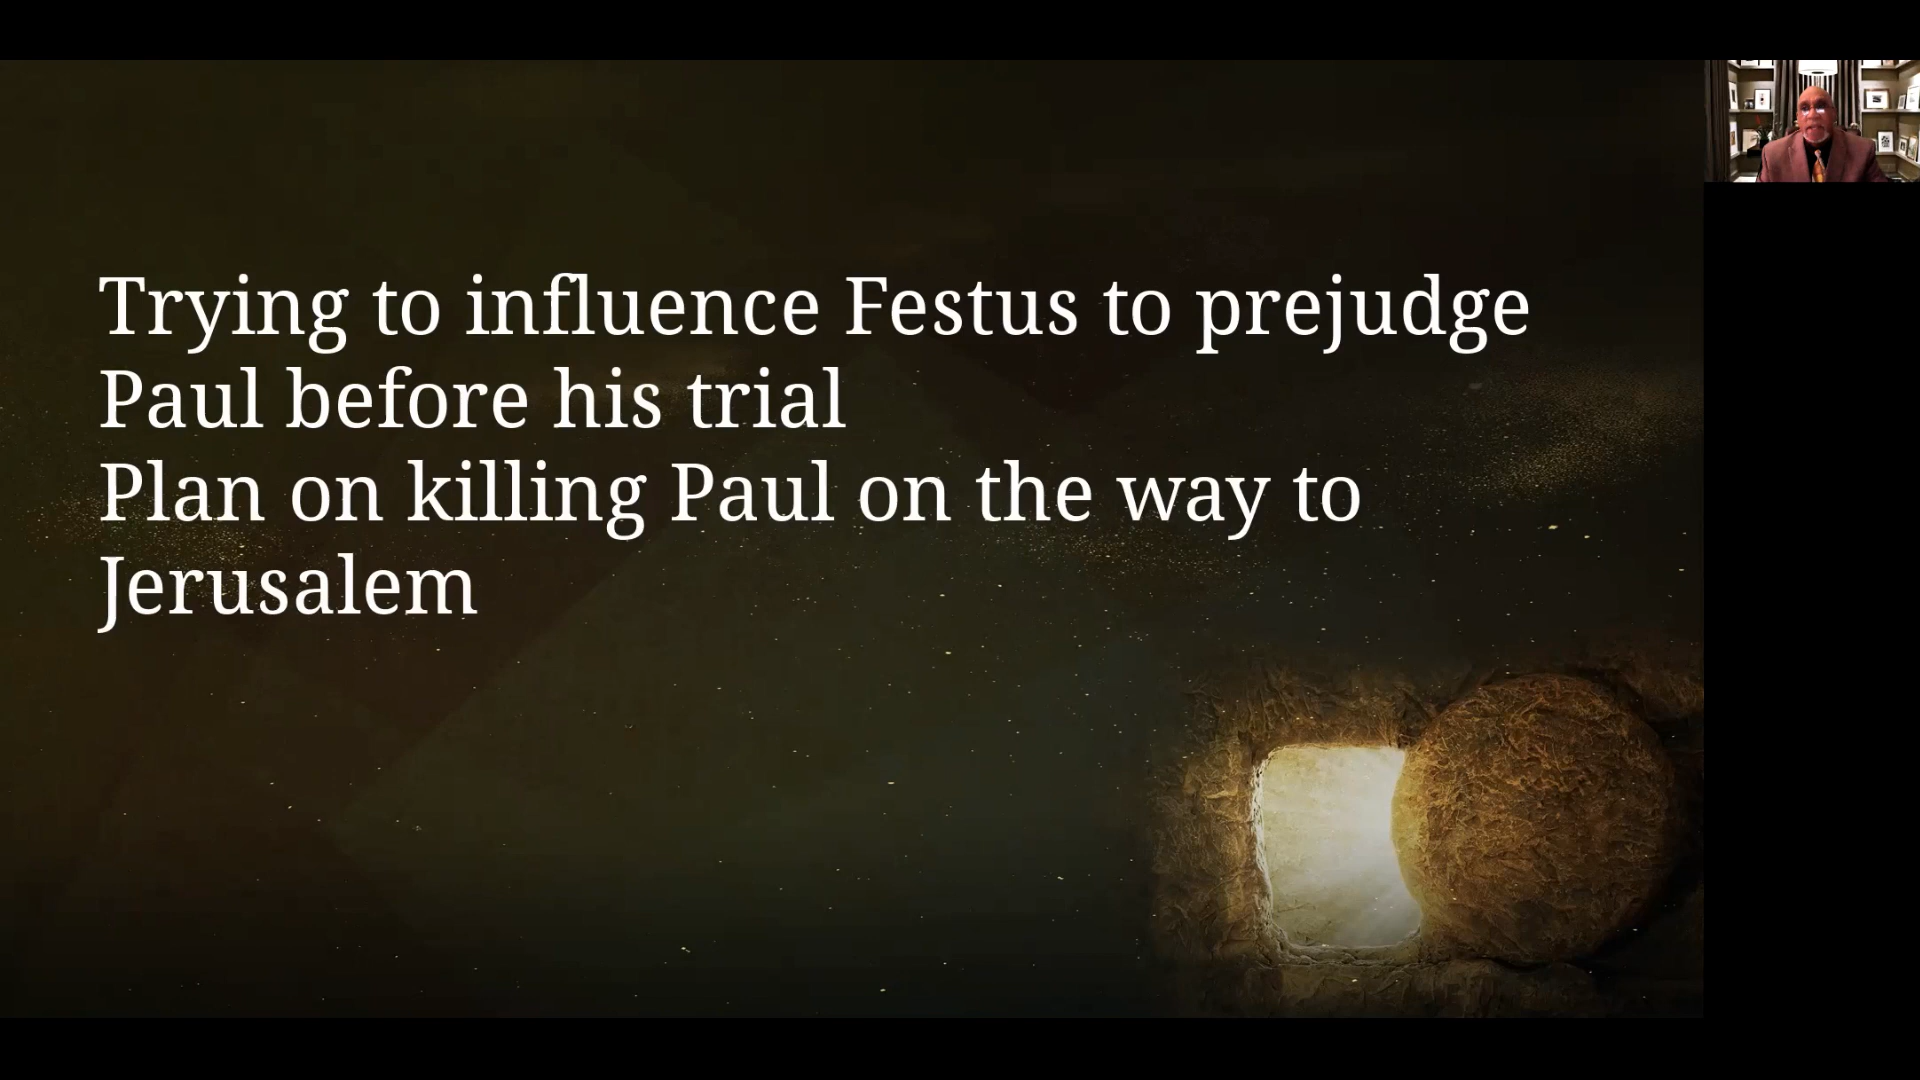 Trying to influence Festus to prejudge
Paul before his trial
Plan on killing Paul on the way to
Jerusalem